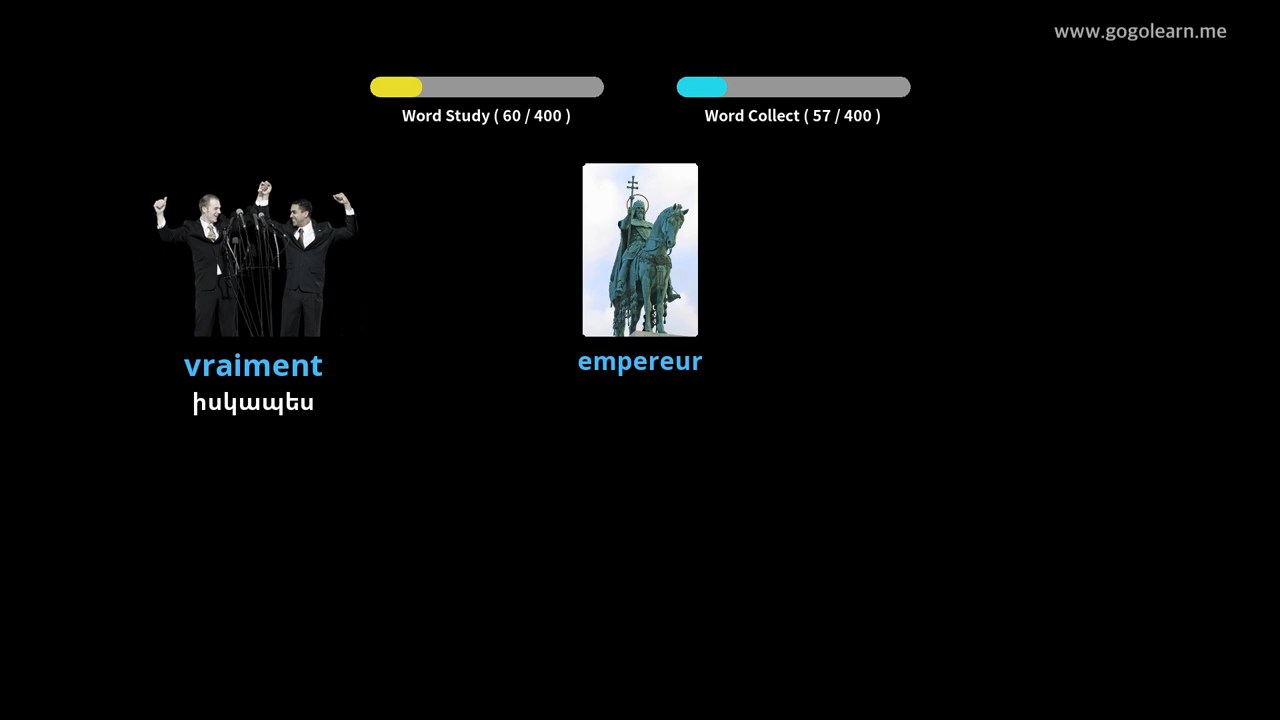 www.gogolearn.me
Word Study ( 60 / 400 )
Word Collect ( 57 / 400 )
vraiment
իսկապես
empereur